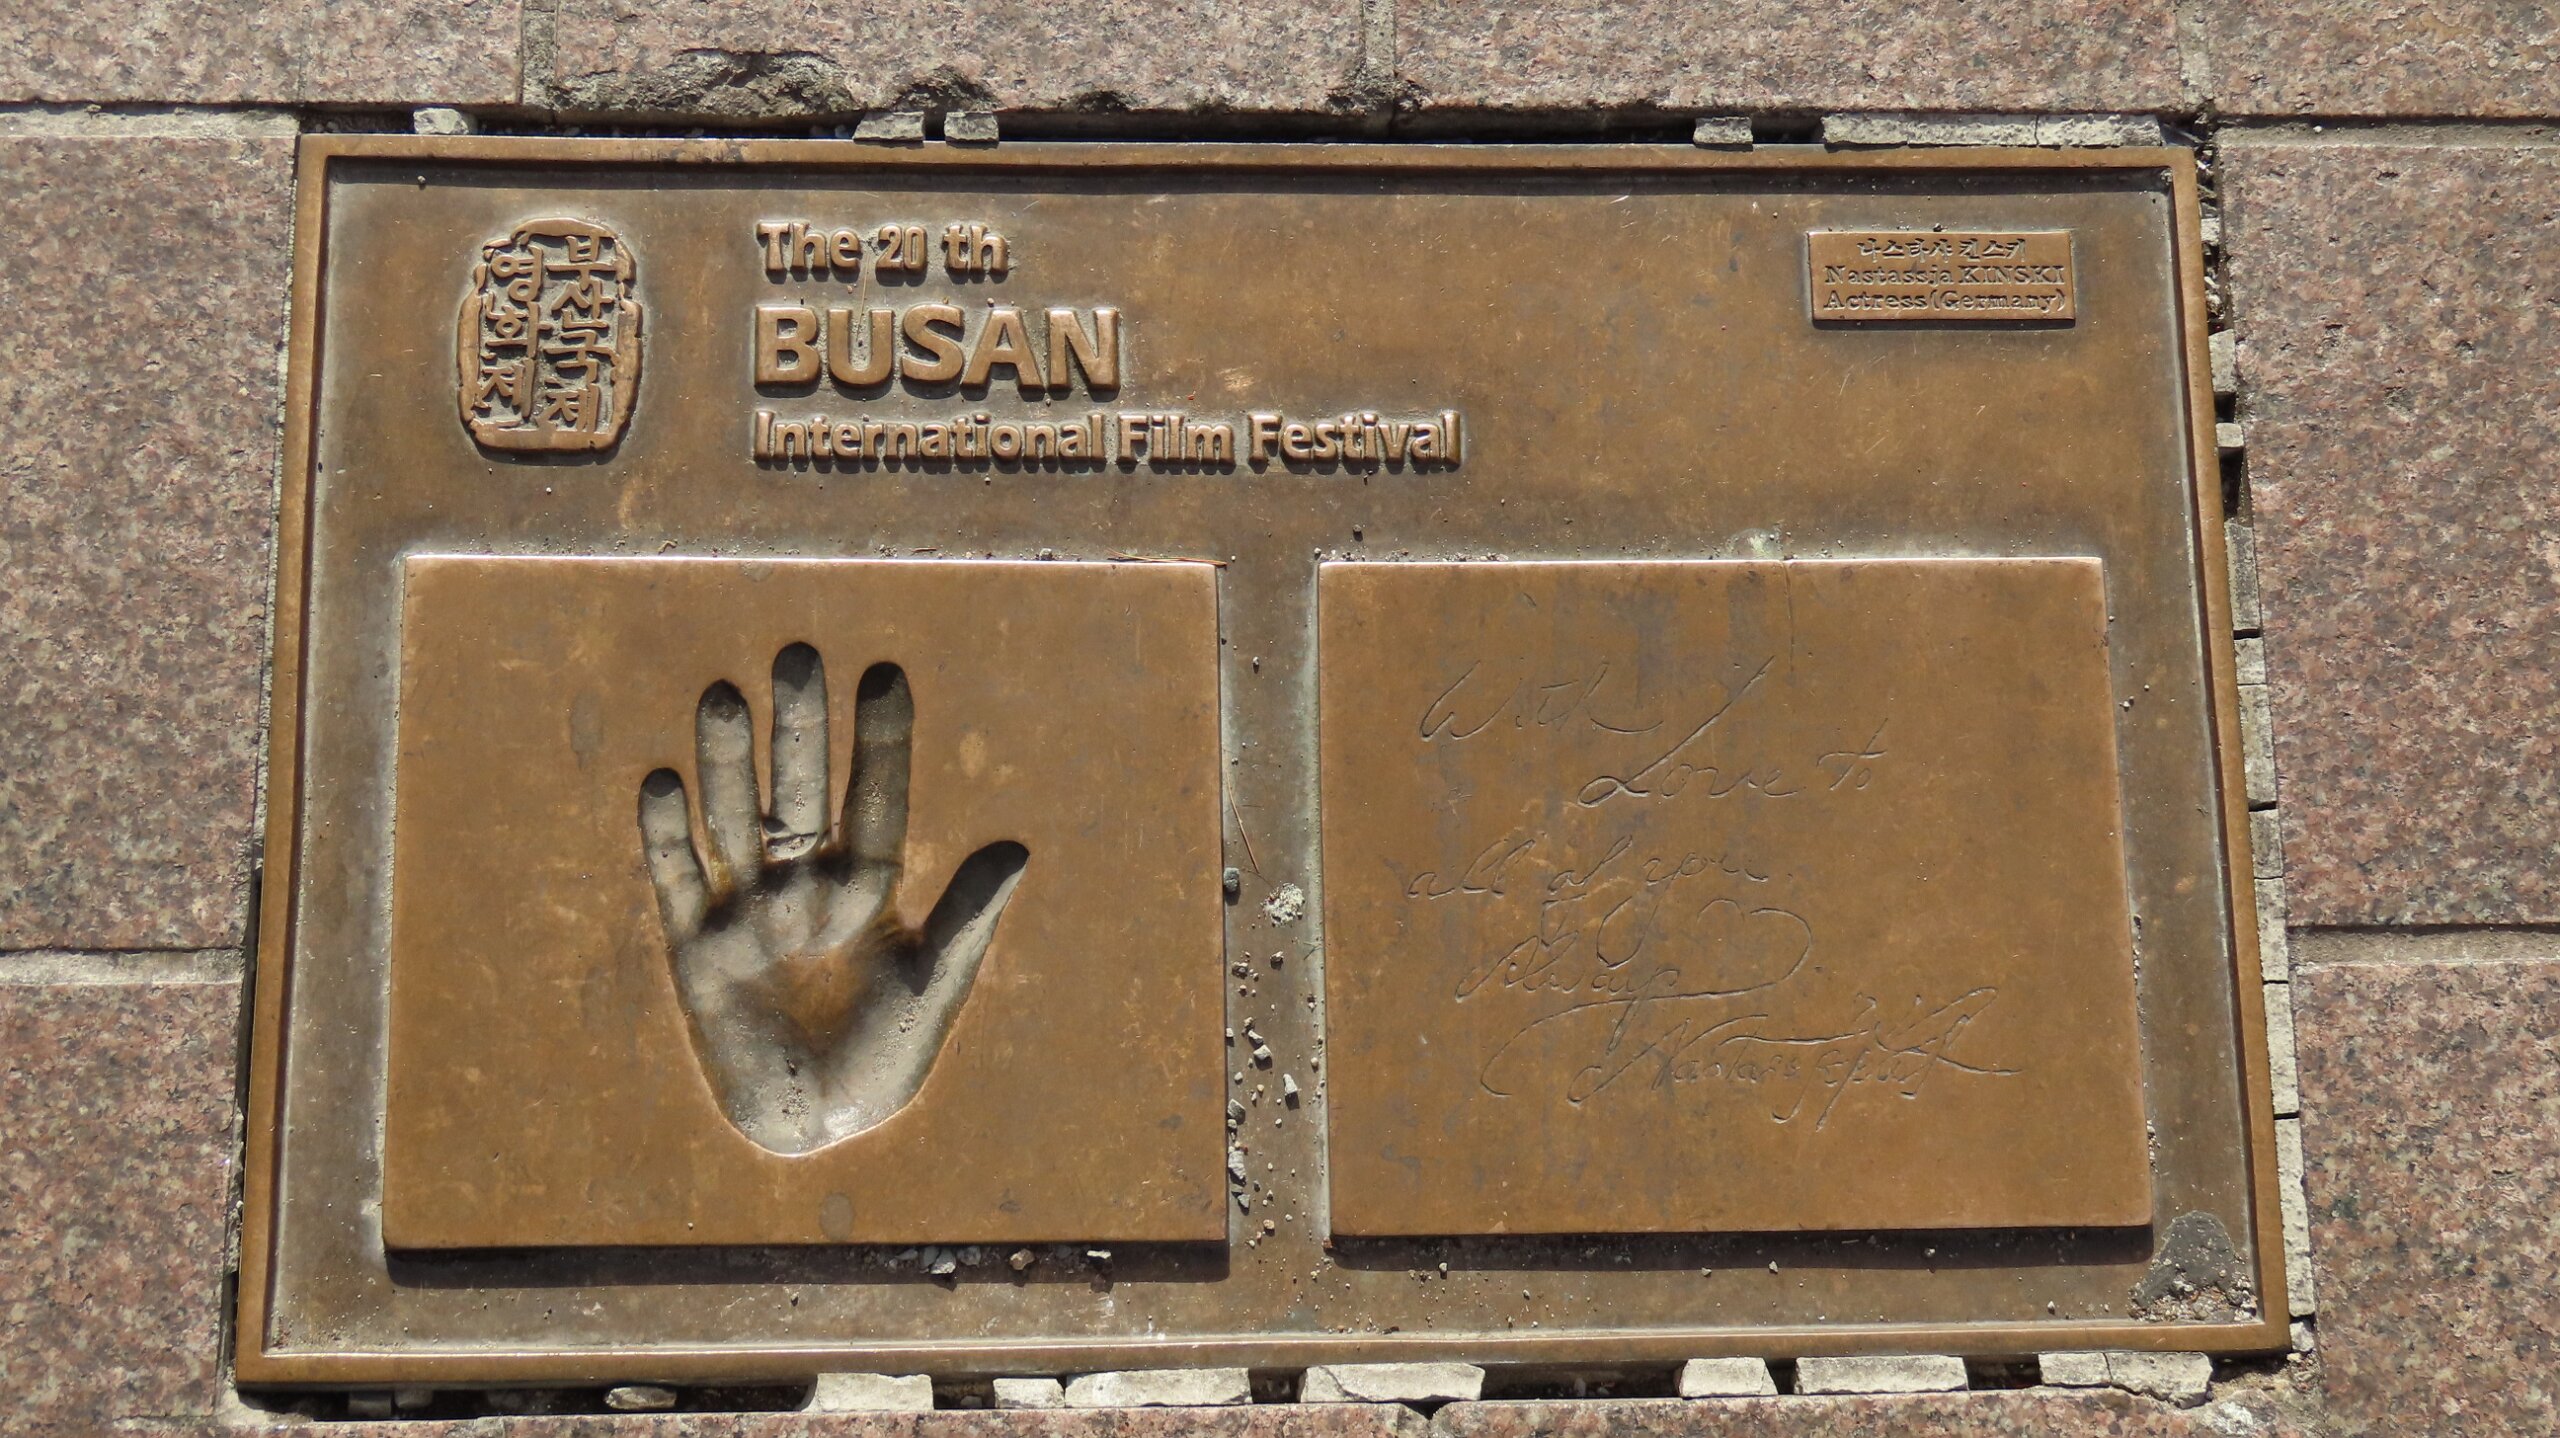 부산국제
영화제
The 20 th
BUSAN
International Film Festival
나스타샤 킨스키
Nastassja KINSKI
Actress(Germany)
With
Love to
all of you.
Always